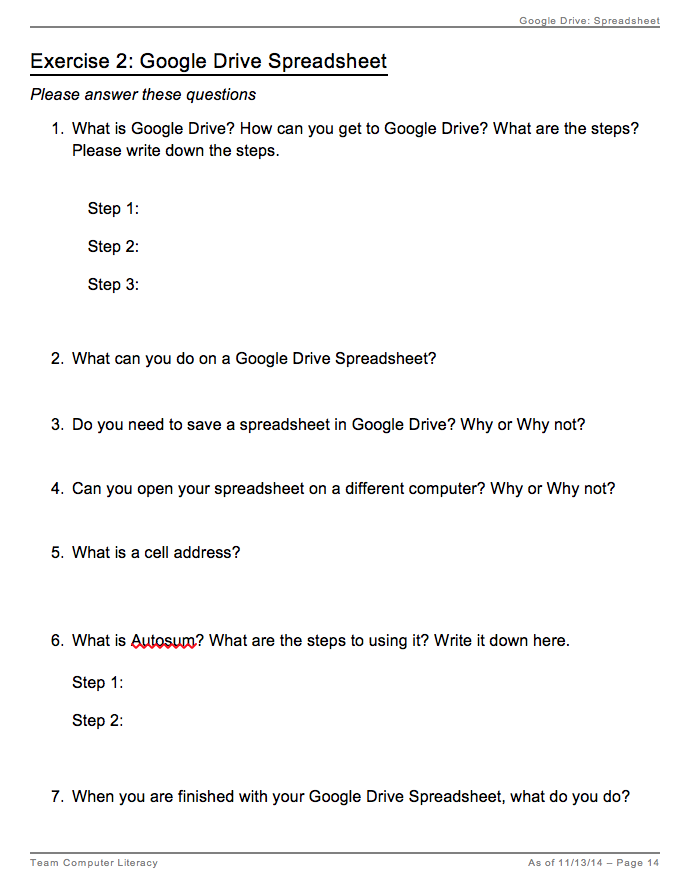 Google Drive: Spreadsheet
Exercise 2: Google Drive Spreadsheet
Please answer these questions
1. What is Google Drive? How can you get to Google Drive? What are the steps?
Please write down the steps.
Step 1:
Step 2:
Step 3:
2. What can you do on a Google Drive Spreadsheet?
3. Do you need to save a spreadsheet in Google Drive? Why or Why not?
4. Can you open your spreadsheet on a different computer? Why or Why not?
5. What is a cell address?
6. What is Autosum? What are the steps to using it? Write it down here.
Step 1:
Step 2:
7. When you are finished with your Google Drive Spreadsheet, what do you do?
Team Computer Literacy
As of 11/13/14 – Page 14